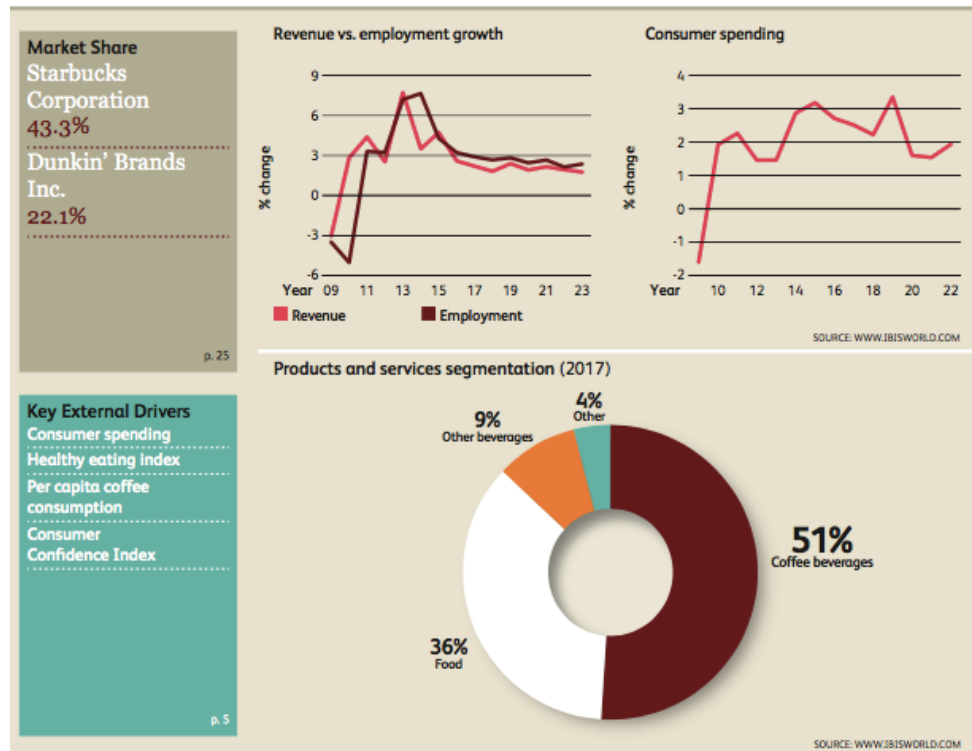 Market Share
Starbucks
Corporation
43.3%
Dunkin' Brands
Inc.
22.1%
p. 25
Key External Drivers
Consumer spending
Healthy eating index
Per capita coffee
consumption
Consumer
Confidence Index
p. 5
Revenue vs. employment growth
% change
9
6
3
0
-3
-6
Year 09 11 13 15 17 19 21 23
Revenue Employment
Consumer spending
% change
4
3
2
1
0
-1
-2
Year 10 12 14 16 18 20 22
SOURCE: WWW.IBISWORLD.COM
Products and services segmentation (2017)
4%
Other
9%
Other beverages
51%
Coffee beverages
36%
Food
SOURCE: WWW.IBISWORLD.COM